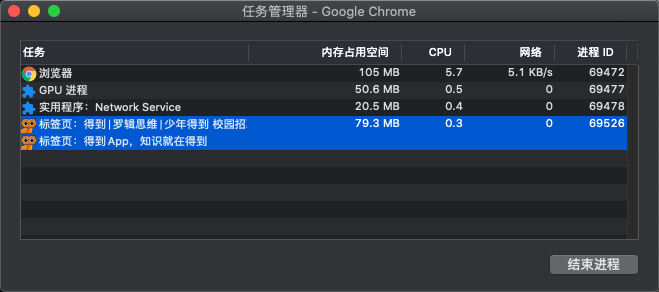 任务管理器 - Google Chrome
任务 内存占用空间 CPU 网络 进程 ID
浏览器 105 MB 5.7 5.1 KB/s 69472
GPU 进程 50.6 MB 0.5 0 69477
实用程序：Network Service 20.5 MB 0.4 0 69478
标签页：得到|罗辑思维|少年得到 校园招 79.3 MB 0.3 0 69526
标签页：得到App，知识就在得到
结束进程